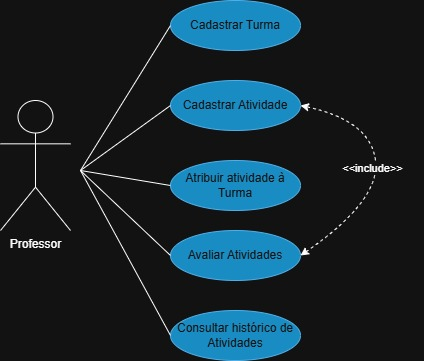 Cadastrar Turma
Cadastrar Atividade
<<include>>
Atribuir atividade à
Turma
Professor
Avaliar Atividades
Consultar histórico de
Atividades